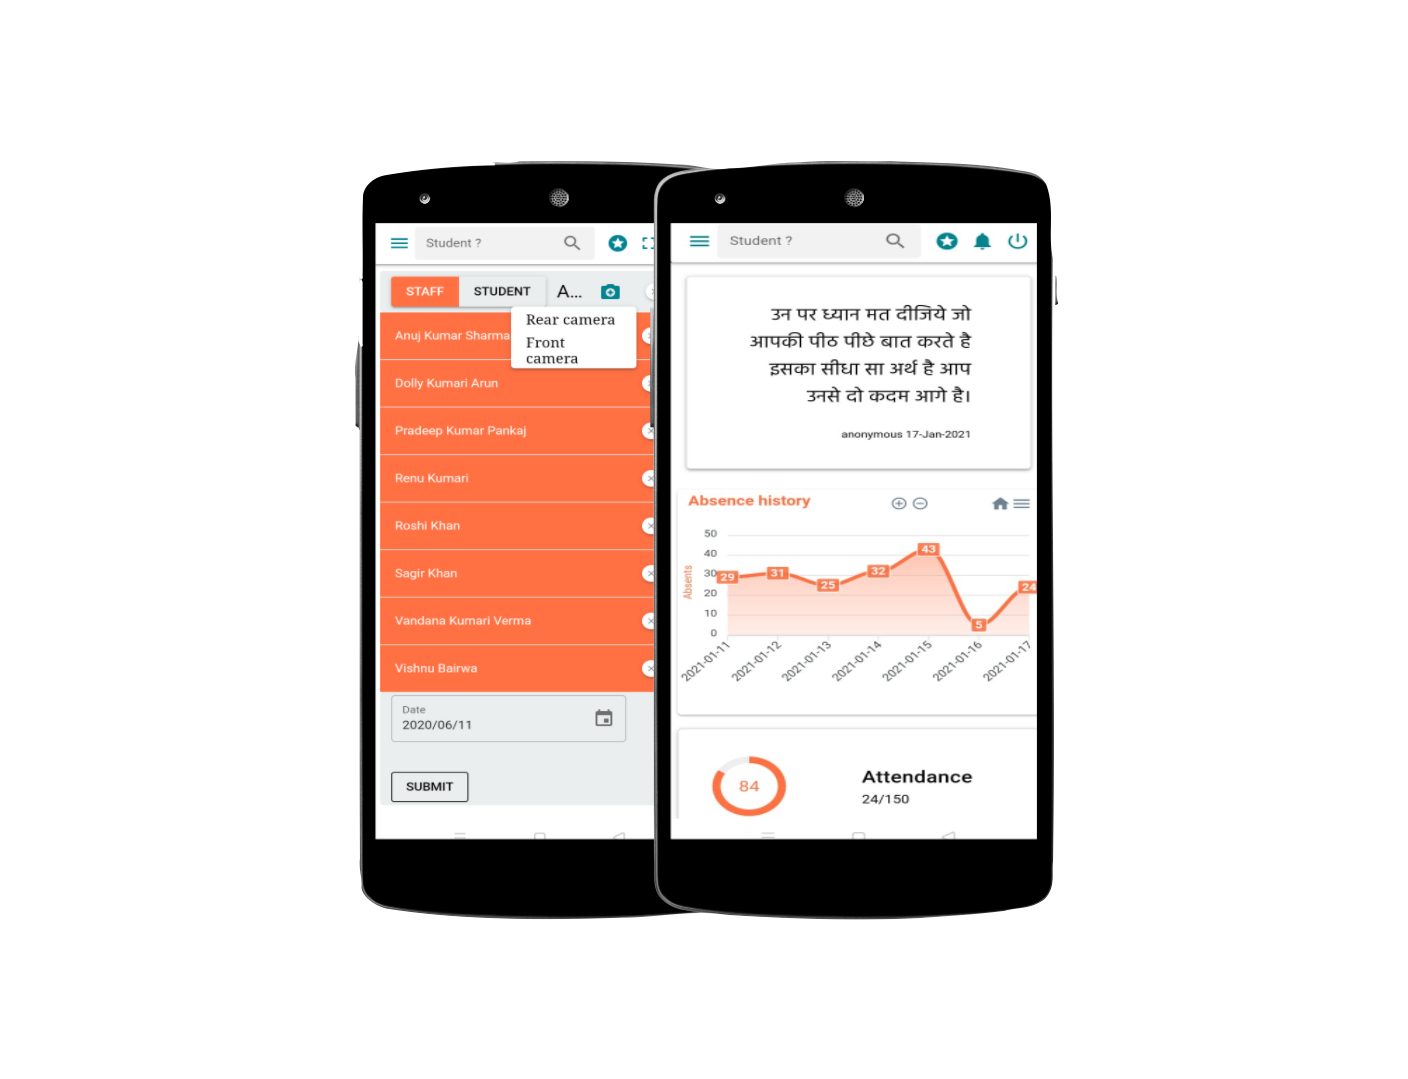 Student ?
STAFF
STUDENT
A...
Rear camera
Front
camera
Anuj Kumar Sharma
Dolly Kumari Arun
Pradeep Kumar Pankaj
Renu Kumari
Roshi Khan
Sagir Khan
Vandana Kumari Verma
Vishnu Bairwa
Date
2020/06/11
SUBMIT
Student ?
उन पर ध्यान मत दीजिये जो
आपकी पीठ पीछे बात करते है
इसका सीधा सा अर्थ है आप
उनसे दो कदम आगे है।
anonymous 17-Jan-2021
Absence history
Absents
50
40
30
20
10
0
29
31
25
32
43
5
24
2021-01-11
2021-01-12
2021-01-13
2021-01-14
2021-01-15
2021-01-16
2021-01-17
84
Attendance
24/150